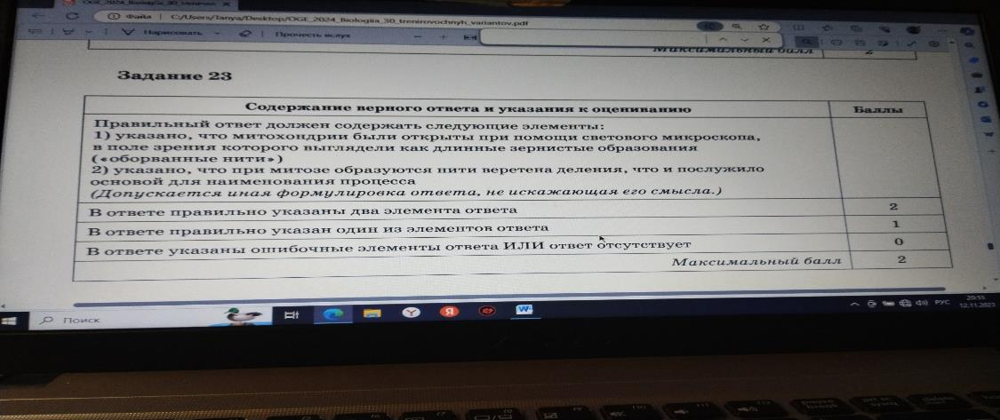 OGE_2024_Biologiia_30_trenirovo
Файл C:/Users/Tanya/Desktop/OGE_2024_Biologiia_30_trenirovochnyh_variantov.pdf
Нарисовать Прочесть вслух
Максимальный балл 2
Задание 23
Содержание верного ответа и указания к оцениванию Баллы
Правильный ответ должен содержать следующие элементы:
1) указано, что митохондрии были открыты при помощи светового микроскопа,
в поле зрения которого выглядели как длинные зернистые образования
(«оборванные нити»)
2) указано, что при митозе образуются нити веретена деления, что и послужило
основой для наименования процесса
(Допускается иная формулировка ответа, не искажающая его смысла.)
В ответе правильно указаны два элемента ответа 2
В ответе правильно указан один из элементов ответа 1
В ответе указаны ошибочные элементы ответа ИЛИ ответ отсутствует 0
Максимальный балл 2
Поиск
РУС
20:55
12.11.2023